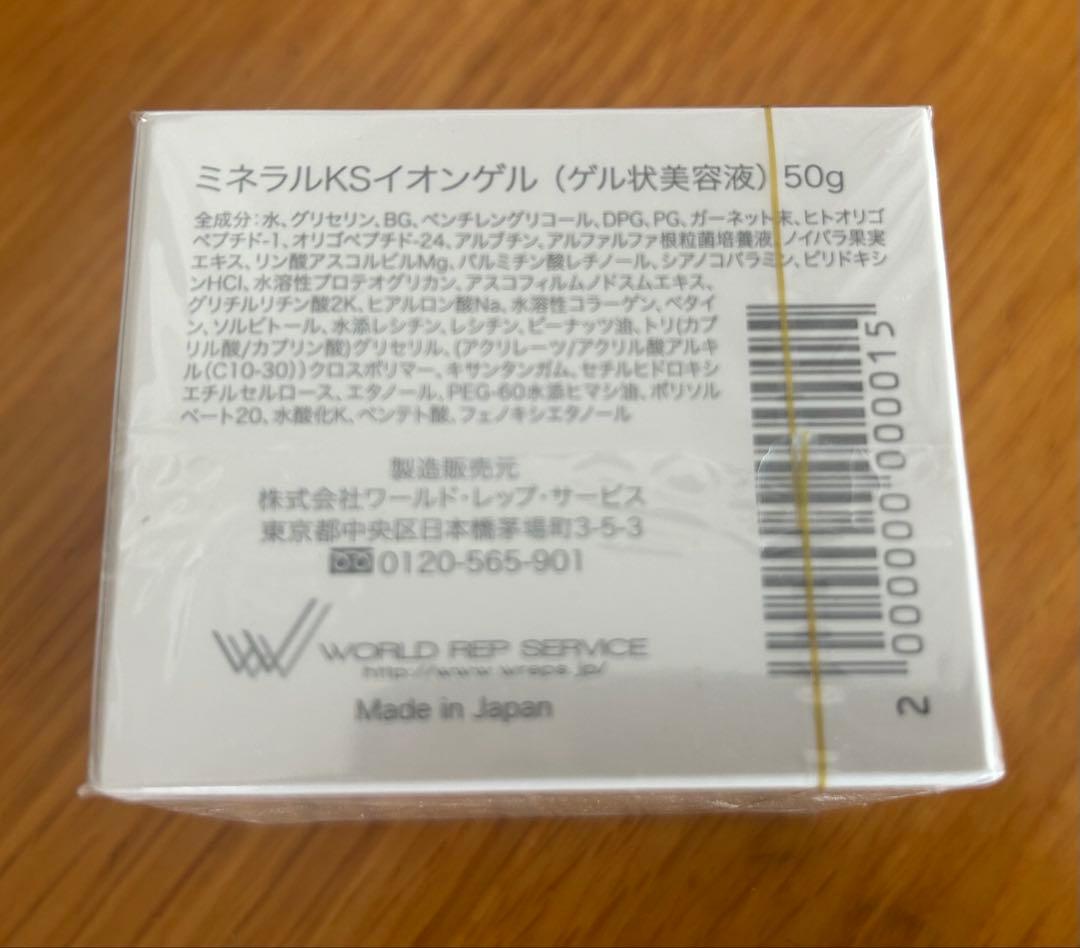 ミネラルKSイオンゲル（ゲル状美容液）50g
全成分：水、グリセリン、BG、ペンチレングリコール、DPG、PG、ガーネット末、ヒトオリゴ
ペプチド-1、オリゴペプチド-24、アルブチン、アルファルファ根粒菌培養液、ノイバラ果実
エキス、リン酸アスコルビルMg、パルミチン酸レチノール、シアノコバラミン、ピリドキシ
ンHCl、水溶性プロテオグリカン、アスコフィルムノドスムエキス、
グリチルリチン酸2K、ヒアルロン酸Na、水溶性コラーゲン、ベタイ
ン、ソルビトール、水添レシチン、レシチン、ピーナッツ油、トリ(カプ
リル酸/カプリン酸)グリセリル、(アクリレーツ/アクリル酸アルキ
ル(C10-30))クロスポリマー、キサンタンガム、セチルヒドロキシ
エチルセルロース、エタノール、PEG-60水添ヒマシ油、ポリソル
ベート20、水酸化K、ペンテト酸、フェノキシエタノール
製造販売元
株式会社ワールド・レップ・サービス
東京都中央区日本橋茅場町3-5-3
0120-565-901
WORLD REP SERVICE
http://www.wreps.jp/
Made in Japan
2 000000 000015